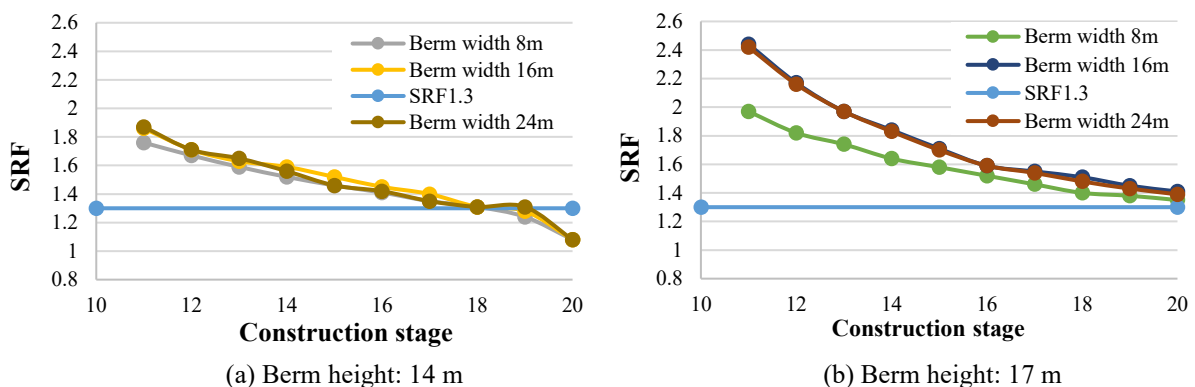 2.6
2.4
2.2
2
1.8
1.6
1.4
1.2
1
0.8
SRF
Berm width 8m
Berm width 16m
SRF1.3
Berm width 24m
10 12 14 16 18 20
Construction stage
(a) Berm height: 14 m
2.6
2.4
2.2
2
1.8
1.6
1.4
1.2
1
0.8
SRF
Berm width 8m
Berm width 16m
SRF1.3
Berm width 24m
10 12 14 16 18 20
Construction stage
(b) Berm height: 17 m